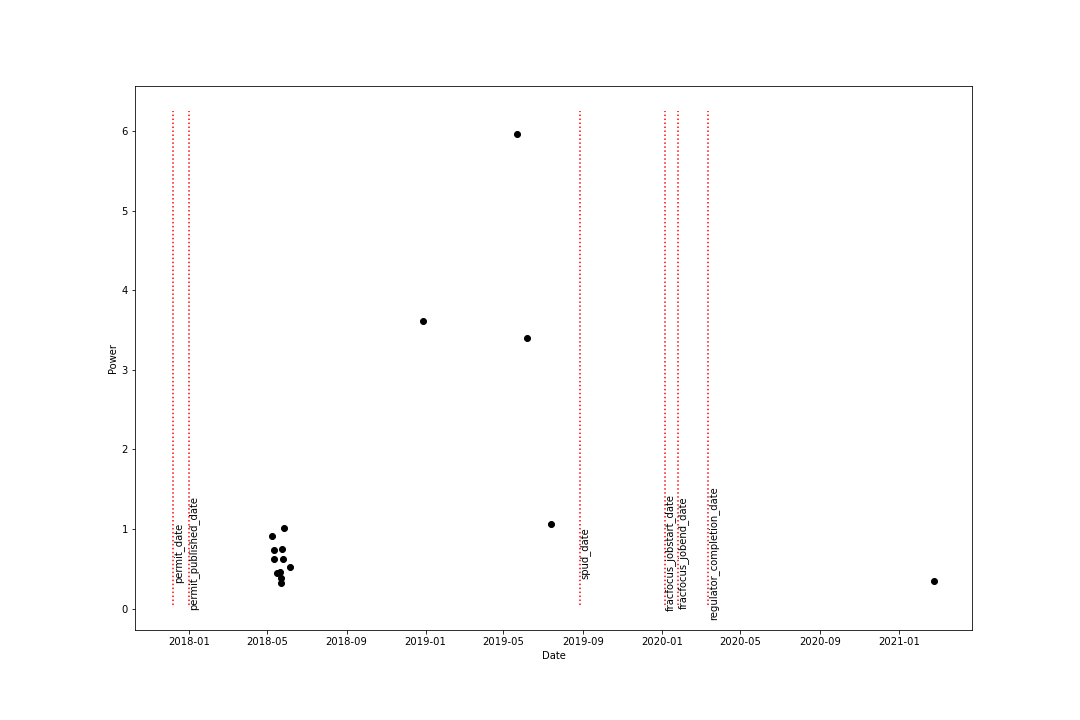 6
5
4
3
2
1
0
Power
permit_date
permit_published_date
spud_date
fracfocus_jobstart_date
fracfocus_jobend_date
regulator_completion_date
2018-01
2018-05
2018-09
2019-01
2019-05
2019-09
2020-01
2020-05
2020-09
2021-01
Date